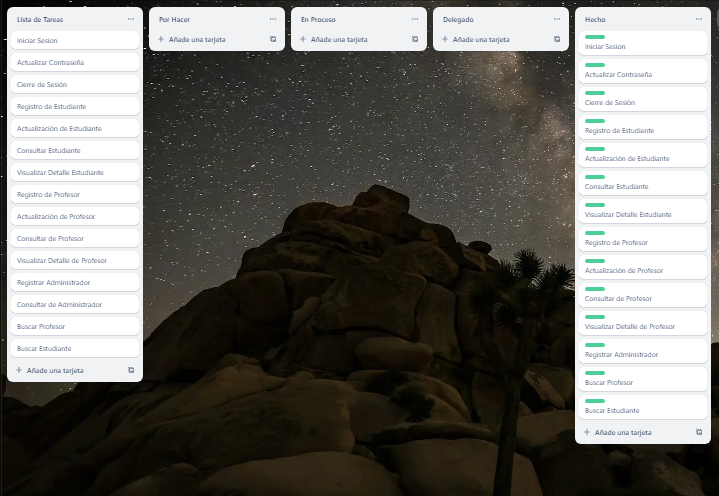 Lista de Tareas
Iniciar Sesion
Actualizar Contraseña
Cierre de Sesión
Registro de Estudiante
Actualización de Estudiante
Consultar Estudiante
Visualizar Detalle Estudiante
Registro de Profesor
Actualización de Profesor
Consultar de Profesor
Visualizar Detalle de Profesor
Registrar Administrador
Consultar de Administrador
Buscar Profesor
Buscar Estudiante
+ Añade una tarjeta
Por Hacer
+ Añade una tarjeta
En Proceso
+ Añade una tarjeta
Delegado
+ Añade una tarjeta
Hecho
Iniciar Sesion
Actualizar Contraseña
Cierre de Sesión
Registro de Estudiante
Actualización de Estudiante
Consultar Estudiante
Visualizar Detalle Estudiante
Registro de Profesor
Actualización de Profesor
Consultar de Profesor
Visualizar Detalle de Profesor
Registrar Administrador
Buscar Profesor
Buscar Estudiante
+ Añade una tarjeta